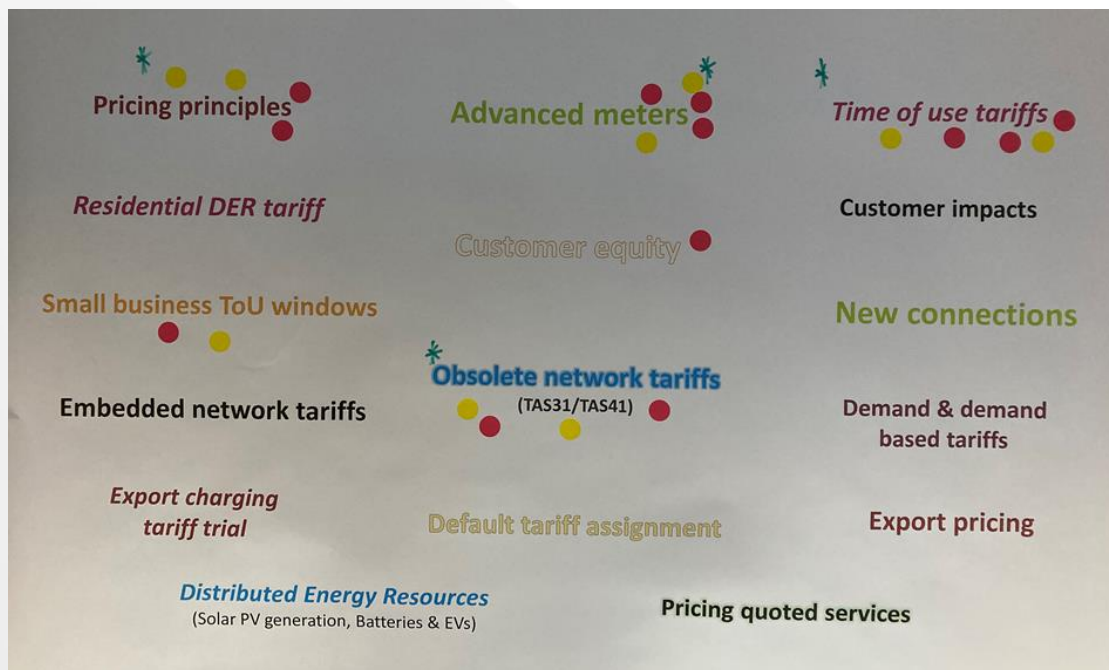 Pricing principles
Advanced meters
Time of use tariffs
Residential DER tariff
Customer impacts
Customer equity
Small business ToU windows
New connections
Obsolete network tariffs
(TAS31/TAS41)
Embedded network tariffs
Demand & demand
based tariffs
Export charging
tariff trial
Default tariff assignment
Export pricing
Distributed Energy Resources
(Solar PV generation, Batteries & EVs)
Pricing quoted services